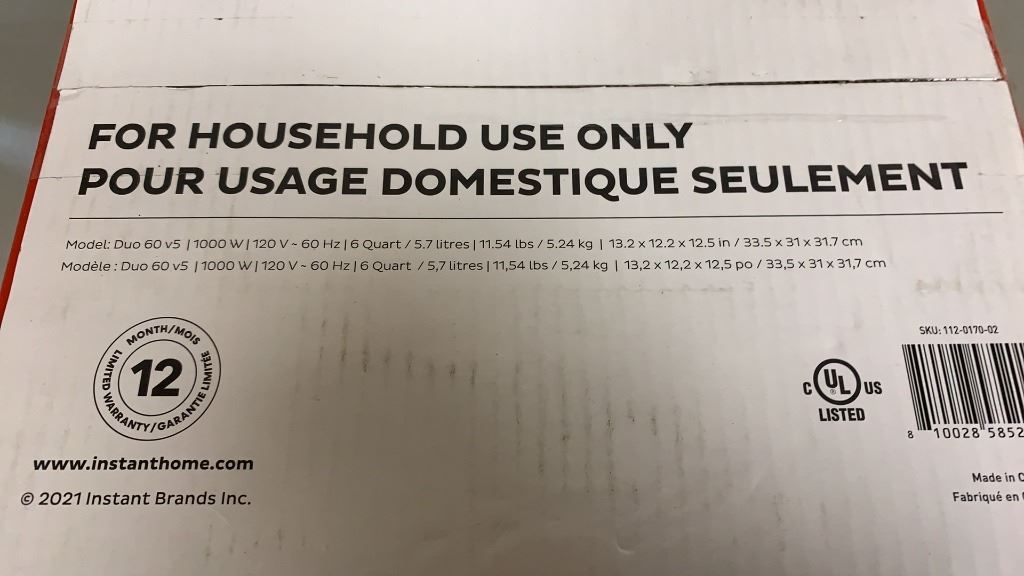 FOR HOUSEHOLD USE ONLY
POUR USAGE DOMESTIQUE SEULEMENT
Model: Duo 60 v5 | 1000 W | 120 V ~ 60 Hz | 6 Quart / 5.7 litres | 11.54 lbs / 5.24 kg | 13.2 x 12.2 x 12.5 in / 33.5 x 31 x 31.7 cm
Modèle : Duo 60 v5 | 1000 W | 120 V ~ 60 Hz | 6 Quart / 5,7 litres | 11,54 lbs / 5,24 kg | 13,2 x 12,2 x 12,5 po / 33,5 x 31 x 31,7 cm
MONTH/MOIS
12
LIMITED WARRANTY/GARANTIE LIMITÉE
www.instanthome.com
© 2021 Instant Brands Inc.
C UL ® US
LISTED
SKU: 112-0170-02
8 10028 5852
Made in
Fabriqué en